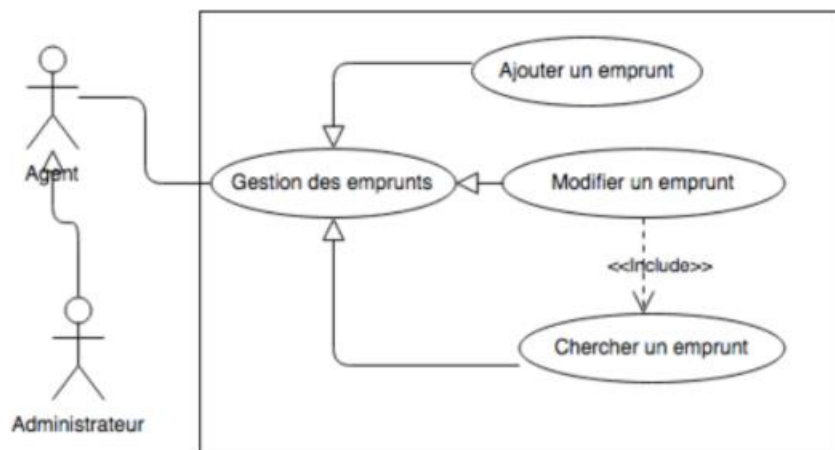 Ajouter un emprunt
Agent
Gestion des emprunts
Modifier un emprunt
<<Include>>
Chercher un emprunt
Administrateur